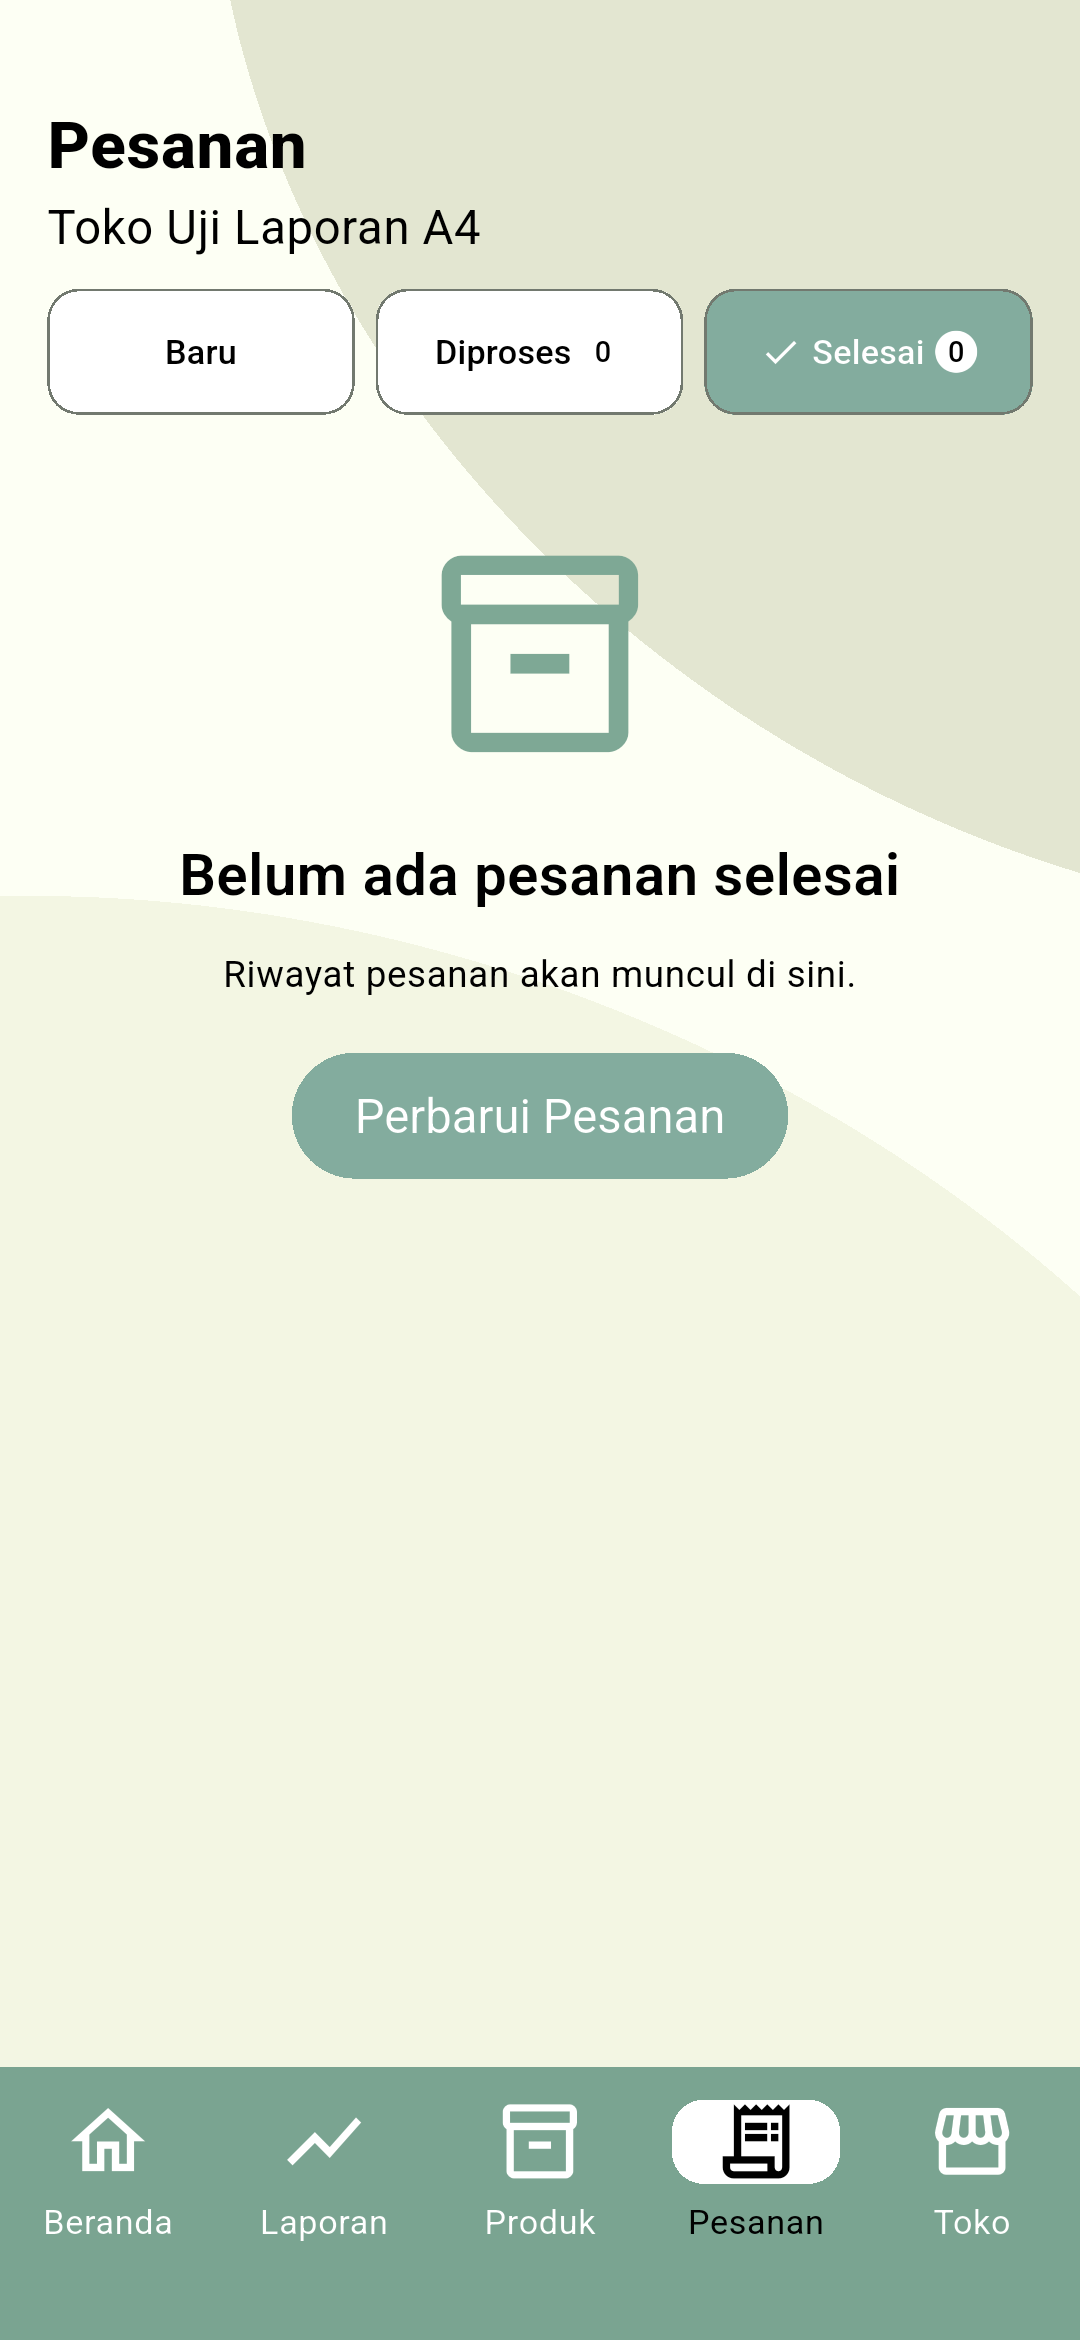 Pesanan
Toko Uji Laporan A4
Baru
Diproses 0
Selesai 0
Belum ada pesanan selesai
Riwayat pesanan akan muncul di sini.
Perbarui Pesanan
Beranda
Laporan
Produk
Pesanan
Toko